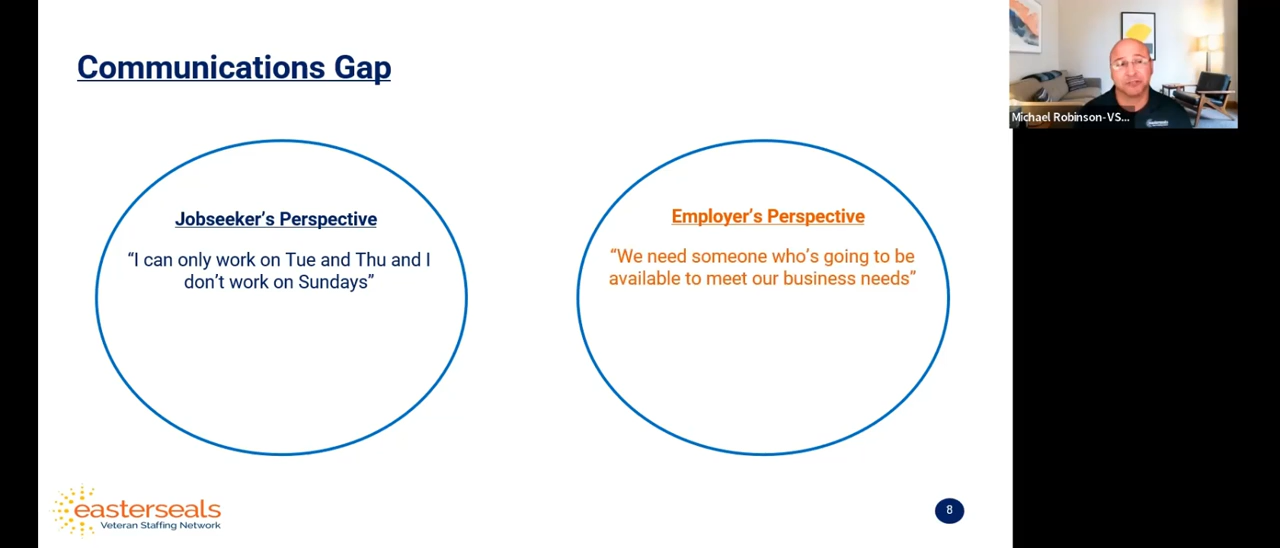 Communications Gap
Jobseeker’s Perspective
“I can only work on Tue and Thu and I
don’t work on Sundays”
Employer’s Perspective
“We need someone who’s going to be
available to meet our business needs”
easterseals
Veteran Staffing Network
8
Michael Robinson-VS...